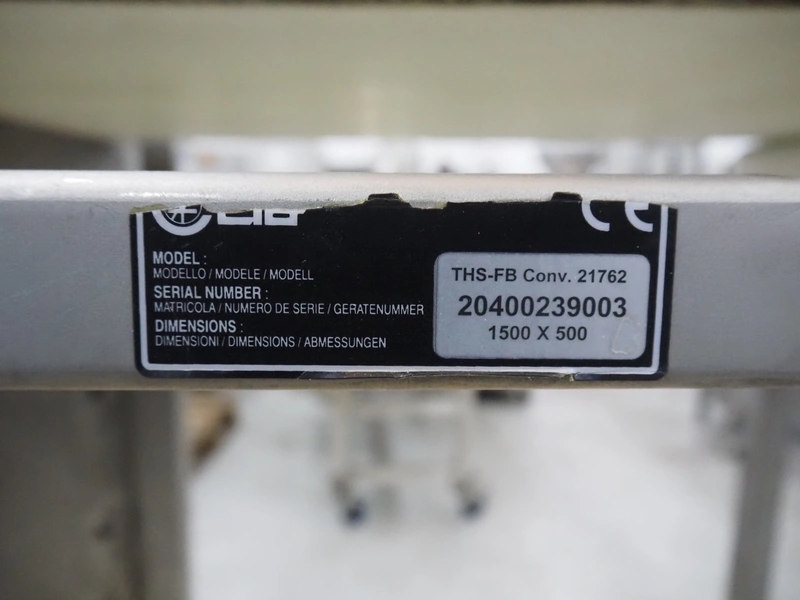 CE
MODEL :
MODELLO / MODELE / MODELL
SERIAL NUMBER :
MATRICOLA / NUMERO DE SERIE / GERATENUMMER
DIMENSIONS :
DIMENSIONI / DIMENSIONS / ABMESSUNGEN
THS-FB Conv. 21762
20400239003
1500 X 500